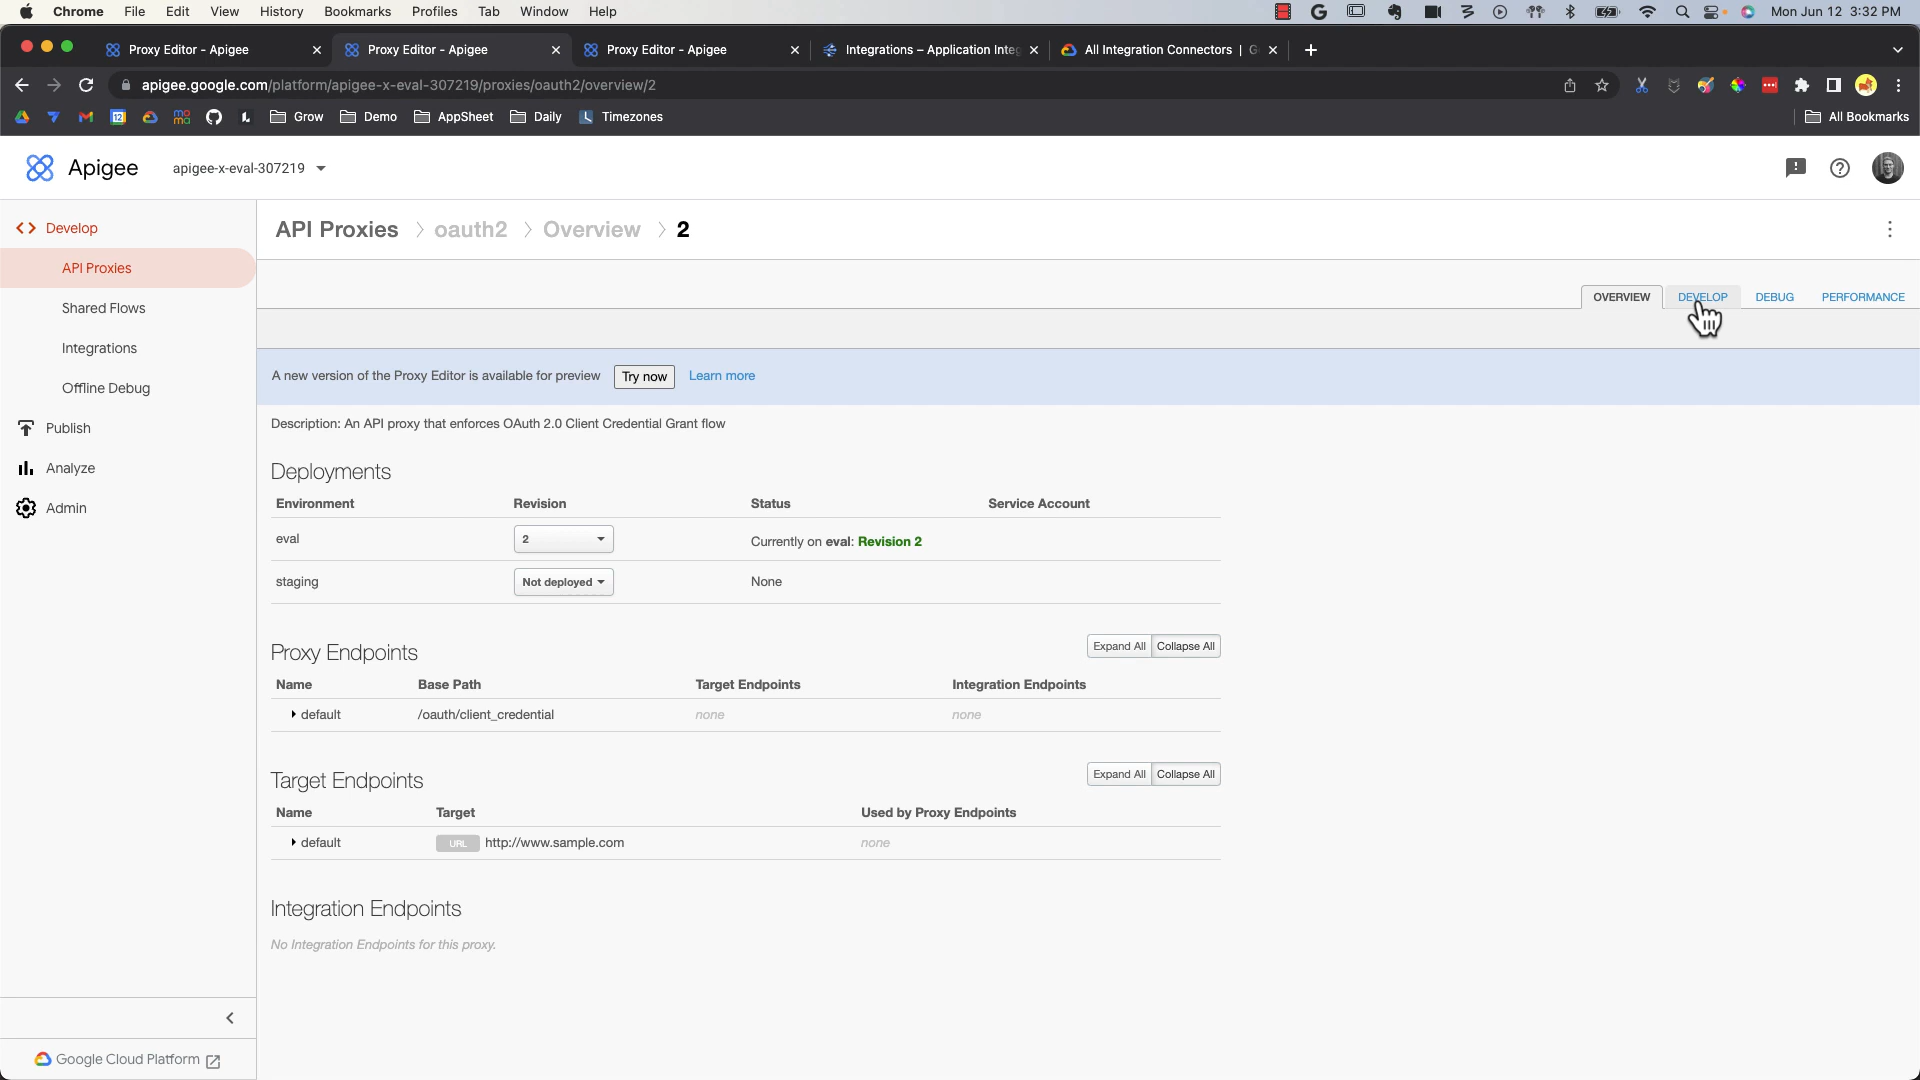 Chrome File Edit View History Bookmarks Profiles Tab Window Help Mon Jun 12 3:32 PM
Proxy Editor - Apigee Proxy Editor - Apigee Proxy Editor - Apigee Integrations – Application Integ All Integration Connectors | G
apigee.google.com/platform/apigee-x-eval-307219/proxies/oauth2/overview/2
Grow Demo AppSheet Daily Timezones All Bookmarks
Apigee apigee-x-eval-307219
Develop
API Proxies
Shared Flows
Integrations
Offline Debug
Publish
Analyze
Admin
Google Cloud Platform
API Proxies > oauth2 > Overview > 2
OVERVIEW DEVELOP DEBUG PERFORMANCE
A new version of the Proxy Editor is available for preview Try now Learn more
Description: An API proxy that enforces OAuth 2.0 Client Credential Grant flow
Deployments
Environment Revision Status Service Account
eval 2 Currently on eval: Revision 2
staging Not deployed None
Proxy Endpoints Expand All Collapse All
Name Base Path Target Endpoints Integration Endpoints
default /oauth/client_credential none none
Target Endpoints Expand All Collapse All
Name Target Used by Proxy Endpoints
default URL http://www.sample.com none
Integration Endpoints
No Integration Endpoints for this proxy.